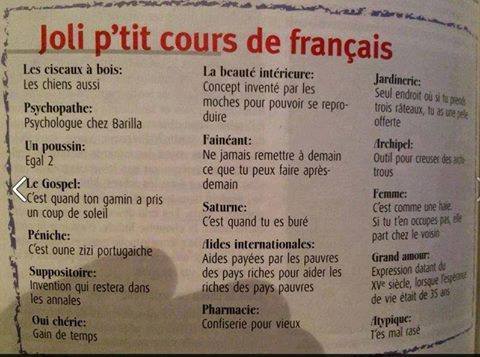 Joli p'tit cours de français
Les ciseaux à bois:
Les chiens aussi
Psychopathe:
Psychologue chez Barilla
Un poussin:
Egal 2
Le Gospel:
C'est quand ton gamin a pris
un coup de soleil
Péniche:
C'est oune zizi portugaiche
Suppositoire:
Invention qui restera dans
les annales
Oui chérie:
Gain de temps
La beauté intérieure:
Concept inventé par les
moches pour pouvoir se repro-
duire
Fainéant:
Ne jamais remettre à demain
ce que tu peux faire après-
demain
Saturne:
C'est quand tu es buré
Aides internationales:
Aides payées par les pauvres
des pays riches pour aider les
riches des pays pauvres
Pharmacie:
Confiserie pour vieux
Jardinerie:
Seul endroit où si tu prends
trois râteaux, tu as une pelle
offerte
Archipel:
Outil pour creuser des archi-
trous
Femme:
C'est comme une haie.
Si tu t'en occupes pas, elle
part chez le voisin
Grand amour:
Expression datant du
XVe siècle, lorsque l'espérance
de vie était de 35 ans
Atypique:
T'es mal rasé